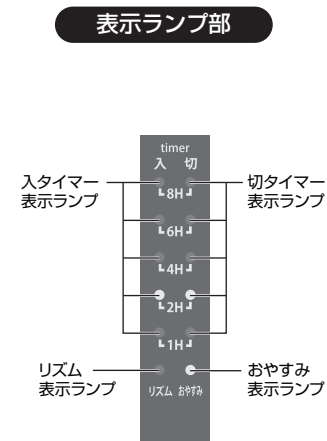 表示ランプ部
timer
入 切
入タイマー
表示ランプ
切タイマー
表示ランプ
8H
6H
4H
2H
1H
リズム
表示ランプ
おやすみ
表示ランプ
リズム おやすみ